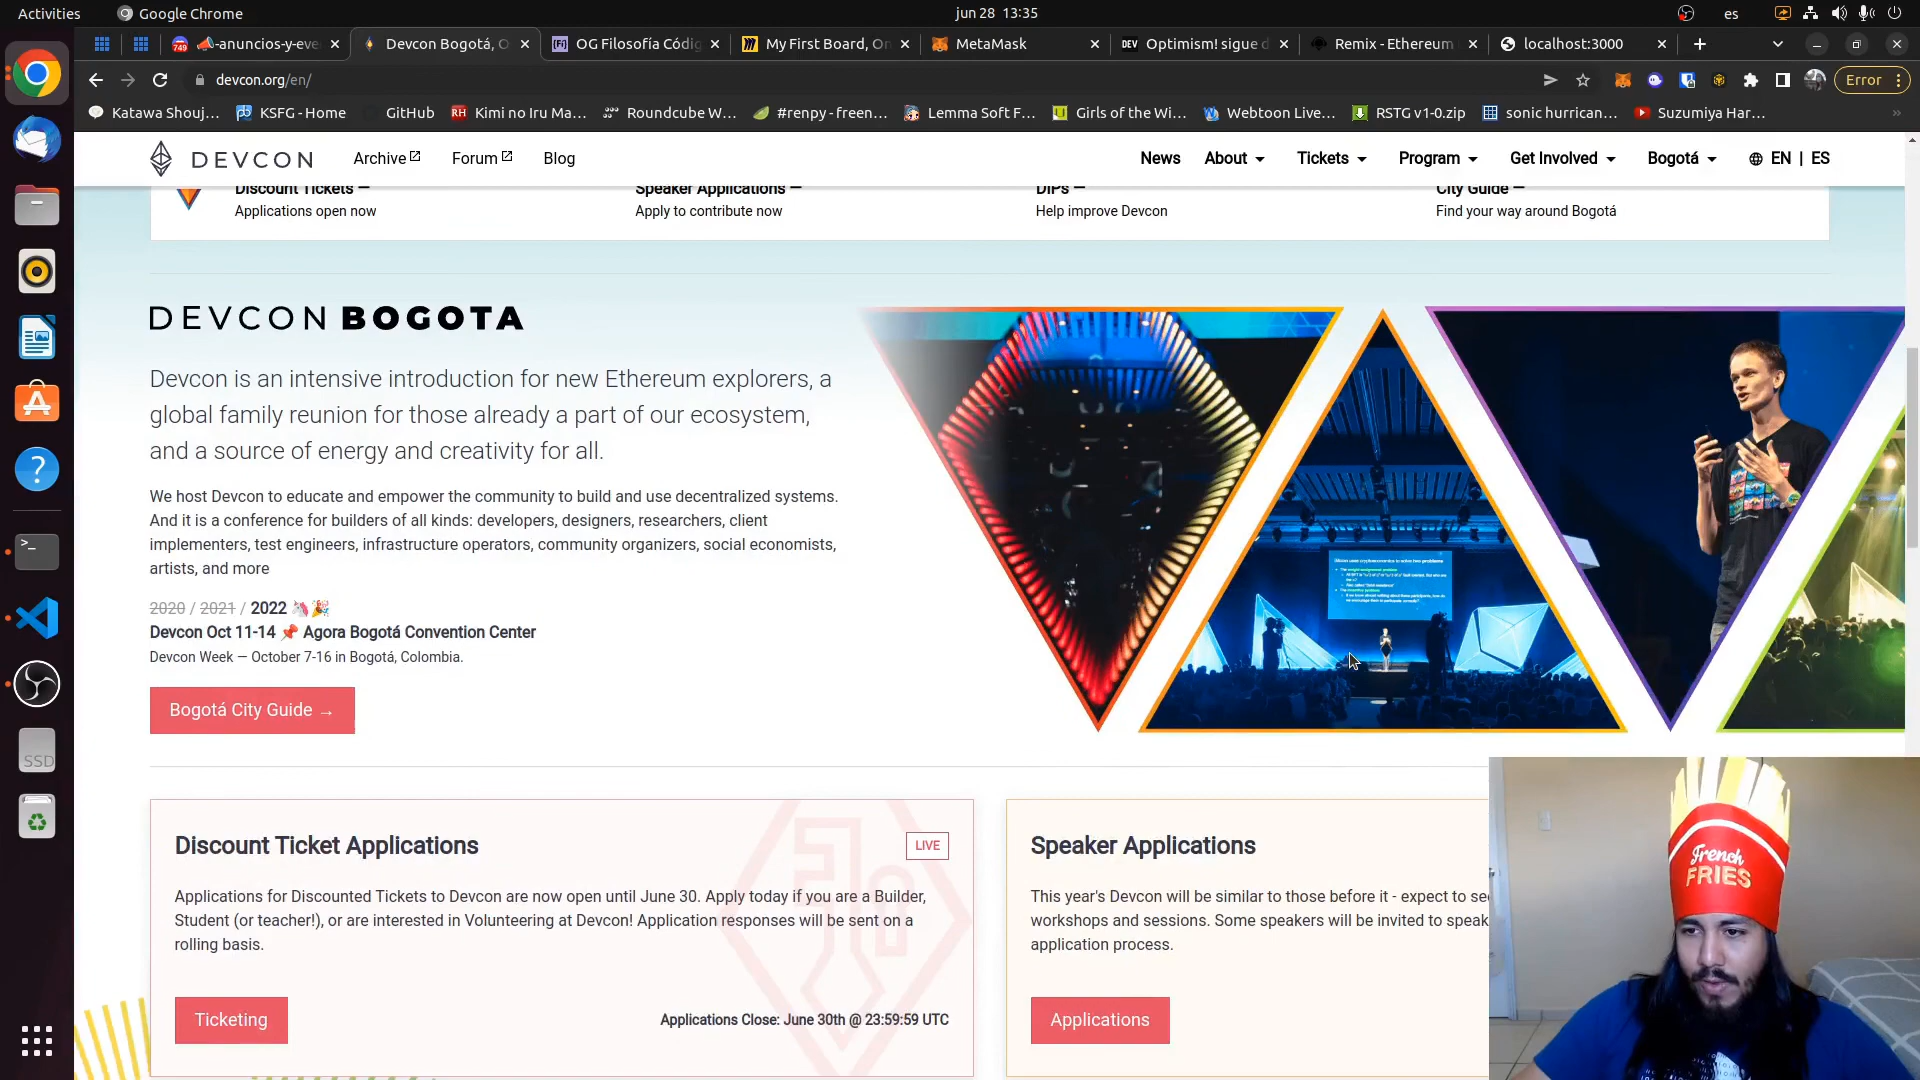 Activities
Google Chrome
jun 28 13:35
es
749
-anuncios-y-eve
Devcon Bogotá, O
OG Filosofía Códig
My First Board, On
MetaMask
DEV
Optimism! sigue d
Remix - Ethereum
localhost:3000
devcon.org/en/
Error
Katawa Shouj...
KSFG - Home
GitHub
RH
Kimi no Iru Ma...
Roundcube W...
#renpy - freen...
Lemma Soft F...
Girls of the Wi...
Webtoon Live...
RSTG v1-0.zip
sonic hurrican...
Suzumiya Har...
DEVCON
Archive
Forum
Blog
News
About
Tickets
Program
Get Involved
Bogotá
EN | ES
Discount Tickets —
Applications open now
Speaker Applications —
Apply to contribute now
DIPs —
Help improve Devcon
City Guide —
Find your way around Bogotá
DEVCON BOGOTA
Devcon is an intensive introduction for new Ethereum explorers, a
global family reunion for those already a part of our ecosystem,
and a source of energy and creativity for all.
We host Devcon to educate and empower the community to build and use decentralized systems.
And it is a conference for builders of all kinds: developers, designers, researchers, client
implementers, test engineers, infrastructure operators, community organizers, social economists,
artists, and more
2020 / 2021 / 2022 🦄🎉
Devcon Oct 11-14 📌 Agora Bogotá Convention Center
Devcon Week — October 7-16 in Bogotá, Colombia.
Bogotá City Guide →
SSD
Discount Ticket Applications
LIVE
Applications for Discounted Tickets to Devcon are now open until June 30. Apply today if you are a Builder,
Student (or teacher!), or are interested in Volunteering at Devcon! Application responses will be sent on a
rolling basis.
Ticketing
Applications Close: June 30th @ 23:59:59 UTC
Speaker Applications
This year's Devcon will be similar to those before it - expect to se
workshops and sessions. Some speakers will be invited to speak
application process.
Applications
French
FRIES